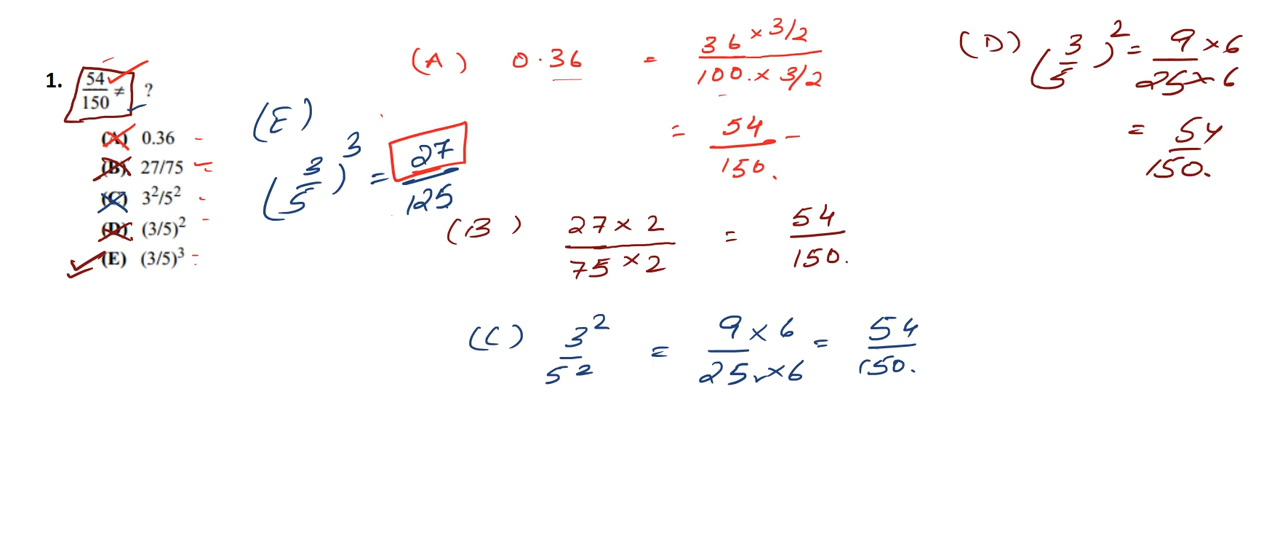 1. 54/150 ≠ ?
(A) 0.36
(B) 27/75
(C) 3²/5²
(D) (3/5)²
(E) (3/5)³
(A) 0.36 = 36 × 3/2 / 100. × 3/2
= 54/150.
(B) 27 × 2 / 75 × 2 = 54/150.
(C) 3²/5² = 9 × 6 / 25 × 6 = 54/150.
(D) (3/5)² = 9 × 6 / 25 × 6
= 54/150.
(E)
(3/5)³ = 27/125